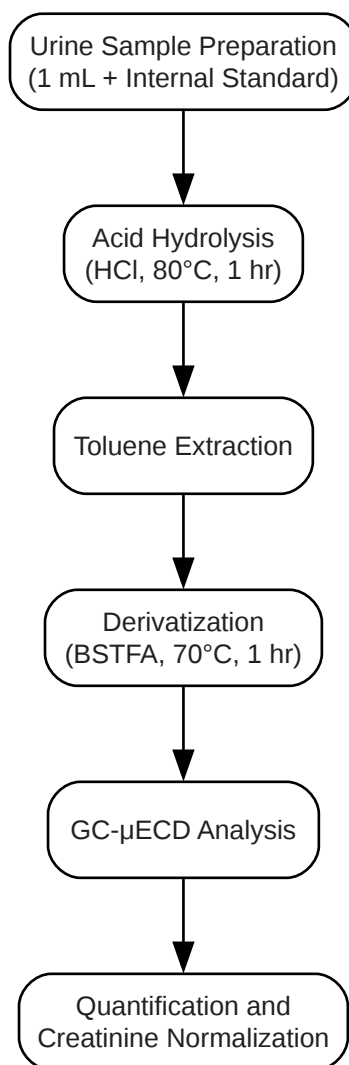 Urine Sample Preparation
(1 mL + Internal Standard)
Acid Hydrolysis
(HCl, 80°C, 1 hr)
Toluene Extraction
Derivatization
(BSTFA, 70°C, 1 hr)
GC-μECD Analysis
Quantification and
Creatinine Normalization